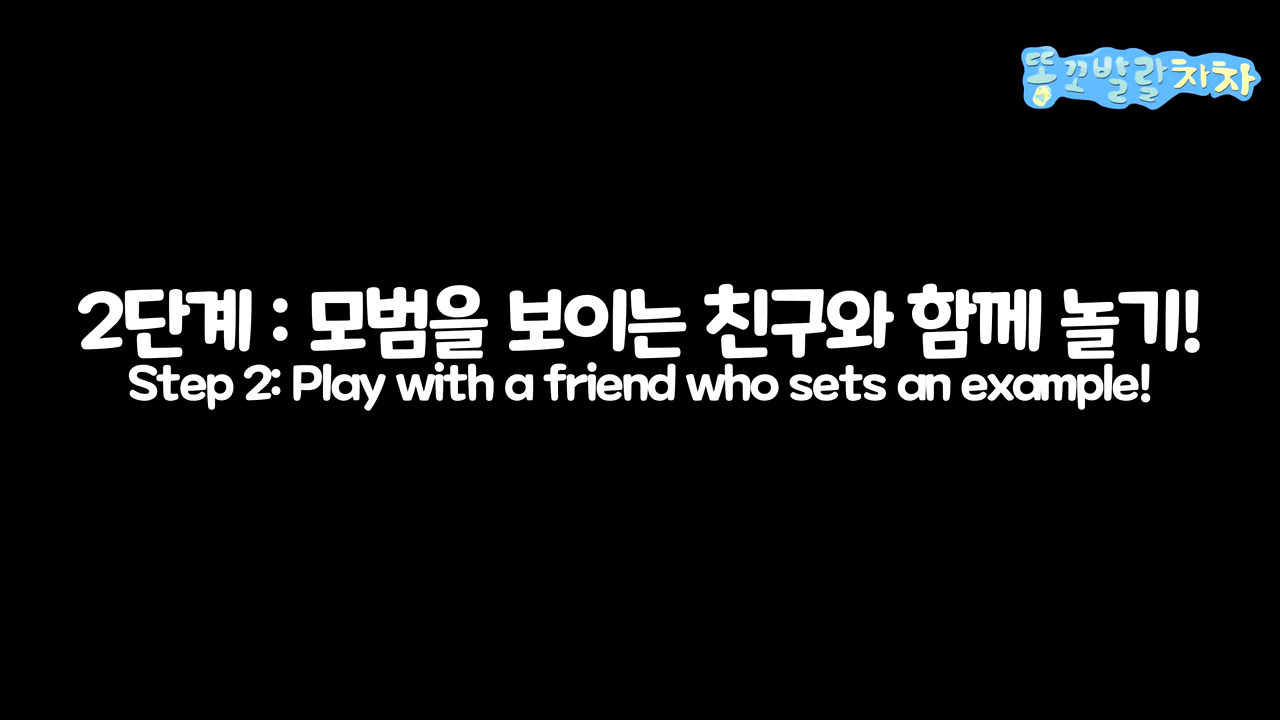 똥꼬발랄차차
2단계 : 모범을 보이는 친구와 함께 놀기!
Step 2: Play with a friend who sets an example!